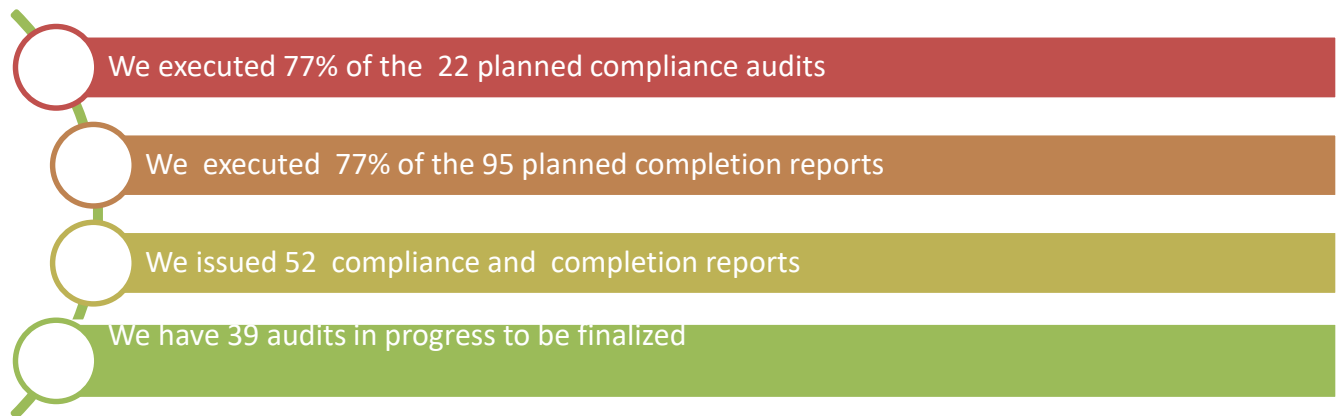 We executed 77% of the  22 planned compliance audits
We  executed  77% of the 95 planned completion reports
We issued 52  compliance and  completion reports
We have 39 audits in progress to be finalized